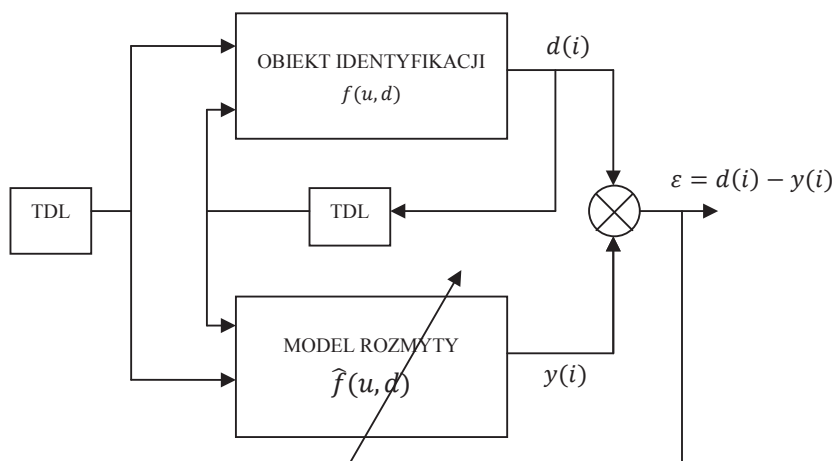 OBIEKT IDENTYFIKACJI
f(u, d)
d(i)
ε = d(i) − y(i)
TDL
TDL
MODEL ROZMYTY
f̂(u, d)
y(i)